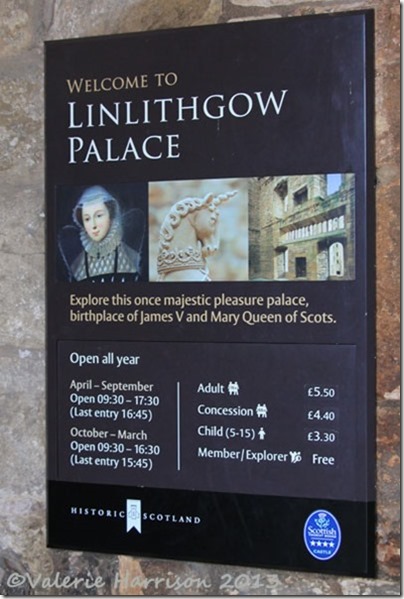 WELCOME TO
LINLITHGOW
PALACE
Explore this once majestic pleasure palace,
birthplace of James V and Mary Queen of Scots.
Open all year
April – September
Open 09:30 – 17:30
(Last entry 16:45)
October – March
Open 09:30 – 16:30
(Last entry 15:45)
Adult £5.50
Concession £4.40
Child (5-15) £3.30
Member/Explorer Free
HISTORIC SCOTLAND
Scottish
★★★★
CASTLE
©Valerie Harrison 2013